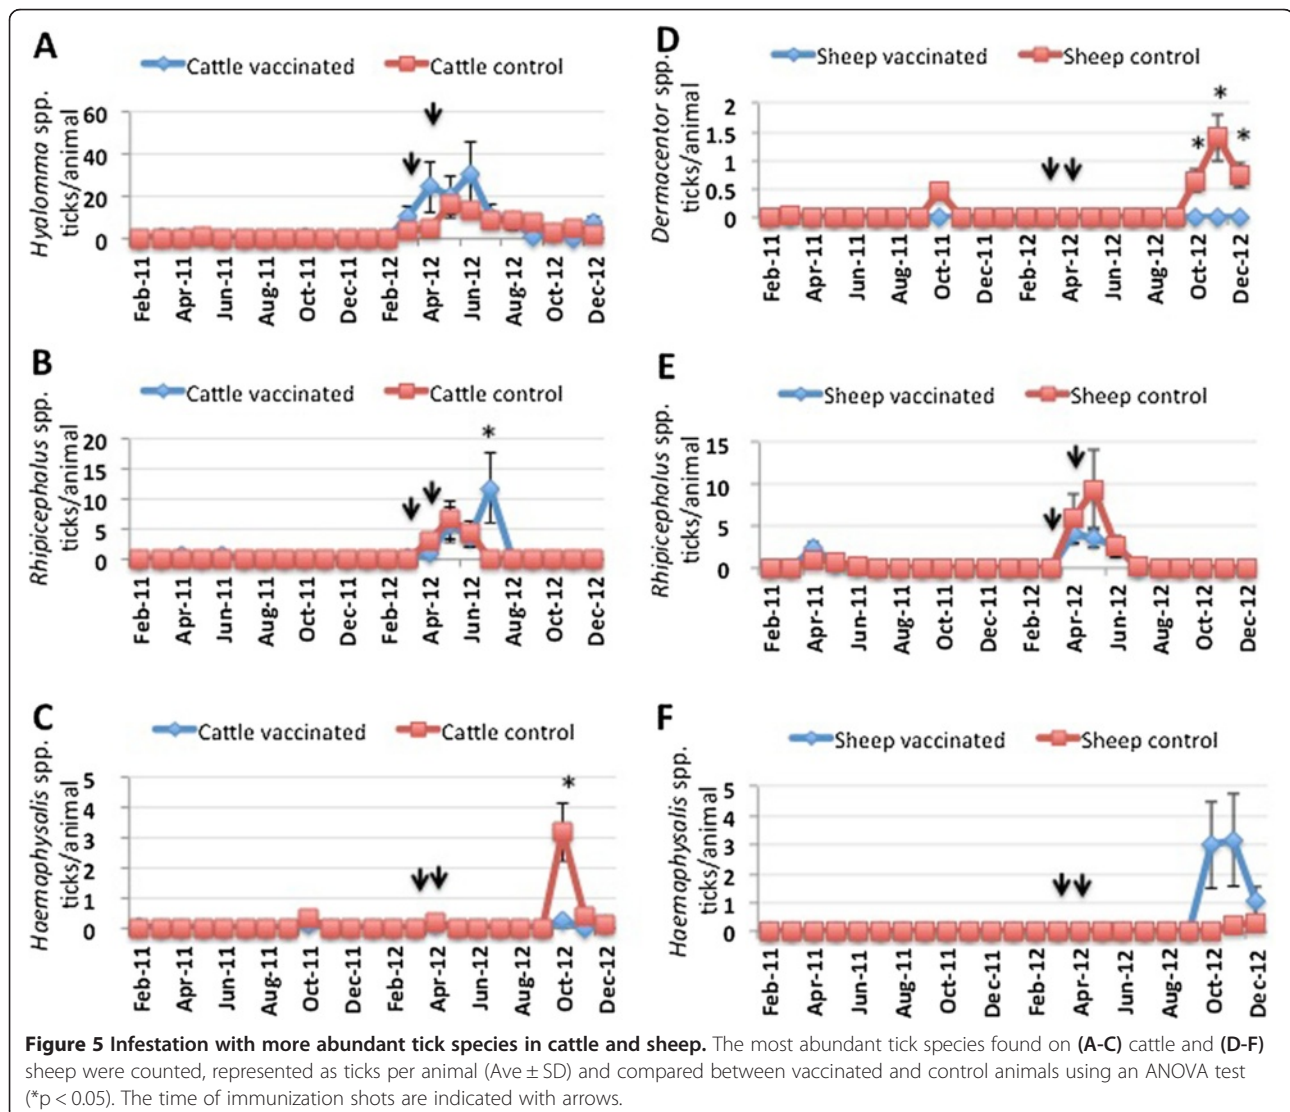 A
Cattle vaccinated Cattle control
Hyalomma spp.
ticks/animal
60
40
20
0
Feb-11 Apr-11 Jun-11 Aug-11 Oct-11 Dec-11 Feb-12 Apr-12 Jun-12 Aug-12 Oct-12 Dec-12
B
Cattle vaccinated Cattle control
Rhipicephalus spp.
ticks/animal
20
15
10
5
0
*
Feb-11 Apr-11 Jun-11 Aug-11 Oct-11 Dec-11 Feb-12 Apr-12 Jun-12 Aug-12 Oct-12 Dec-12
C
Cattle vaccinated Cattle control
Haemaphysalis spp.
ticks/animal
5
4
3
2
1
0
*
Feb-11 Apr-11 Jun-11 Aug-11 Oct-11 Dec-11 Feb-12 Apr-12 Jun-12 Aug-12 Oct-12 Dec-12
D
Sheep vaccinated Sheep control
Dermacentor spp.
ticks/animal
2
1.5
1
0.5
0
* * *
Feb-11 Apr-11 Jun-11 Aug-11 Oct-11 Dec-11 Feb-12 Apr-12 Jun-12 Aug-12 Oct-12 Dec-12
E
Sheep vaccinated Sheep control
Rhipicephalus spp.
ticks/animal
15
10
5
0
Feb-11 Apr-11 Jun-11 Aug-11 Oct-11 Dec-11 Feb-12 Apr-12 Jun-12 Aug-12 Oct-12 Dec-12
F
Sheep vaccinated Sheep control
Haemaphysalis spp.
ticks/animal
5
4
3
2
1
0
Feb-11 Apr-11 Jun-11 Aug-11 Oct-11 Dec-11 Feb-12 Apr-12 Jun-12 Aug-12 Oct-12 Dec-12
Figure 5 Infestation with more abundant tick species in cattle and sheep. The most abundant tick species found on (A-C) cattle and (D-F)
sheep were counted, represented as ticks per animal (Ave ± SD) and compared between vaccinated and control animals using an ANOVA test
(*p < 0.05). The time of immunization shots are indicated with arrows.